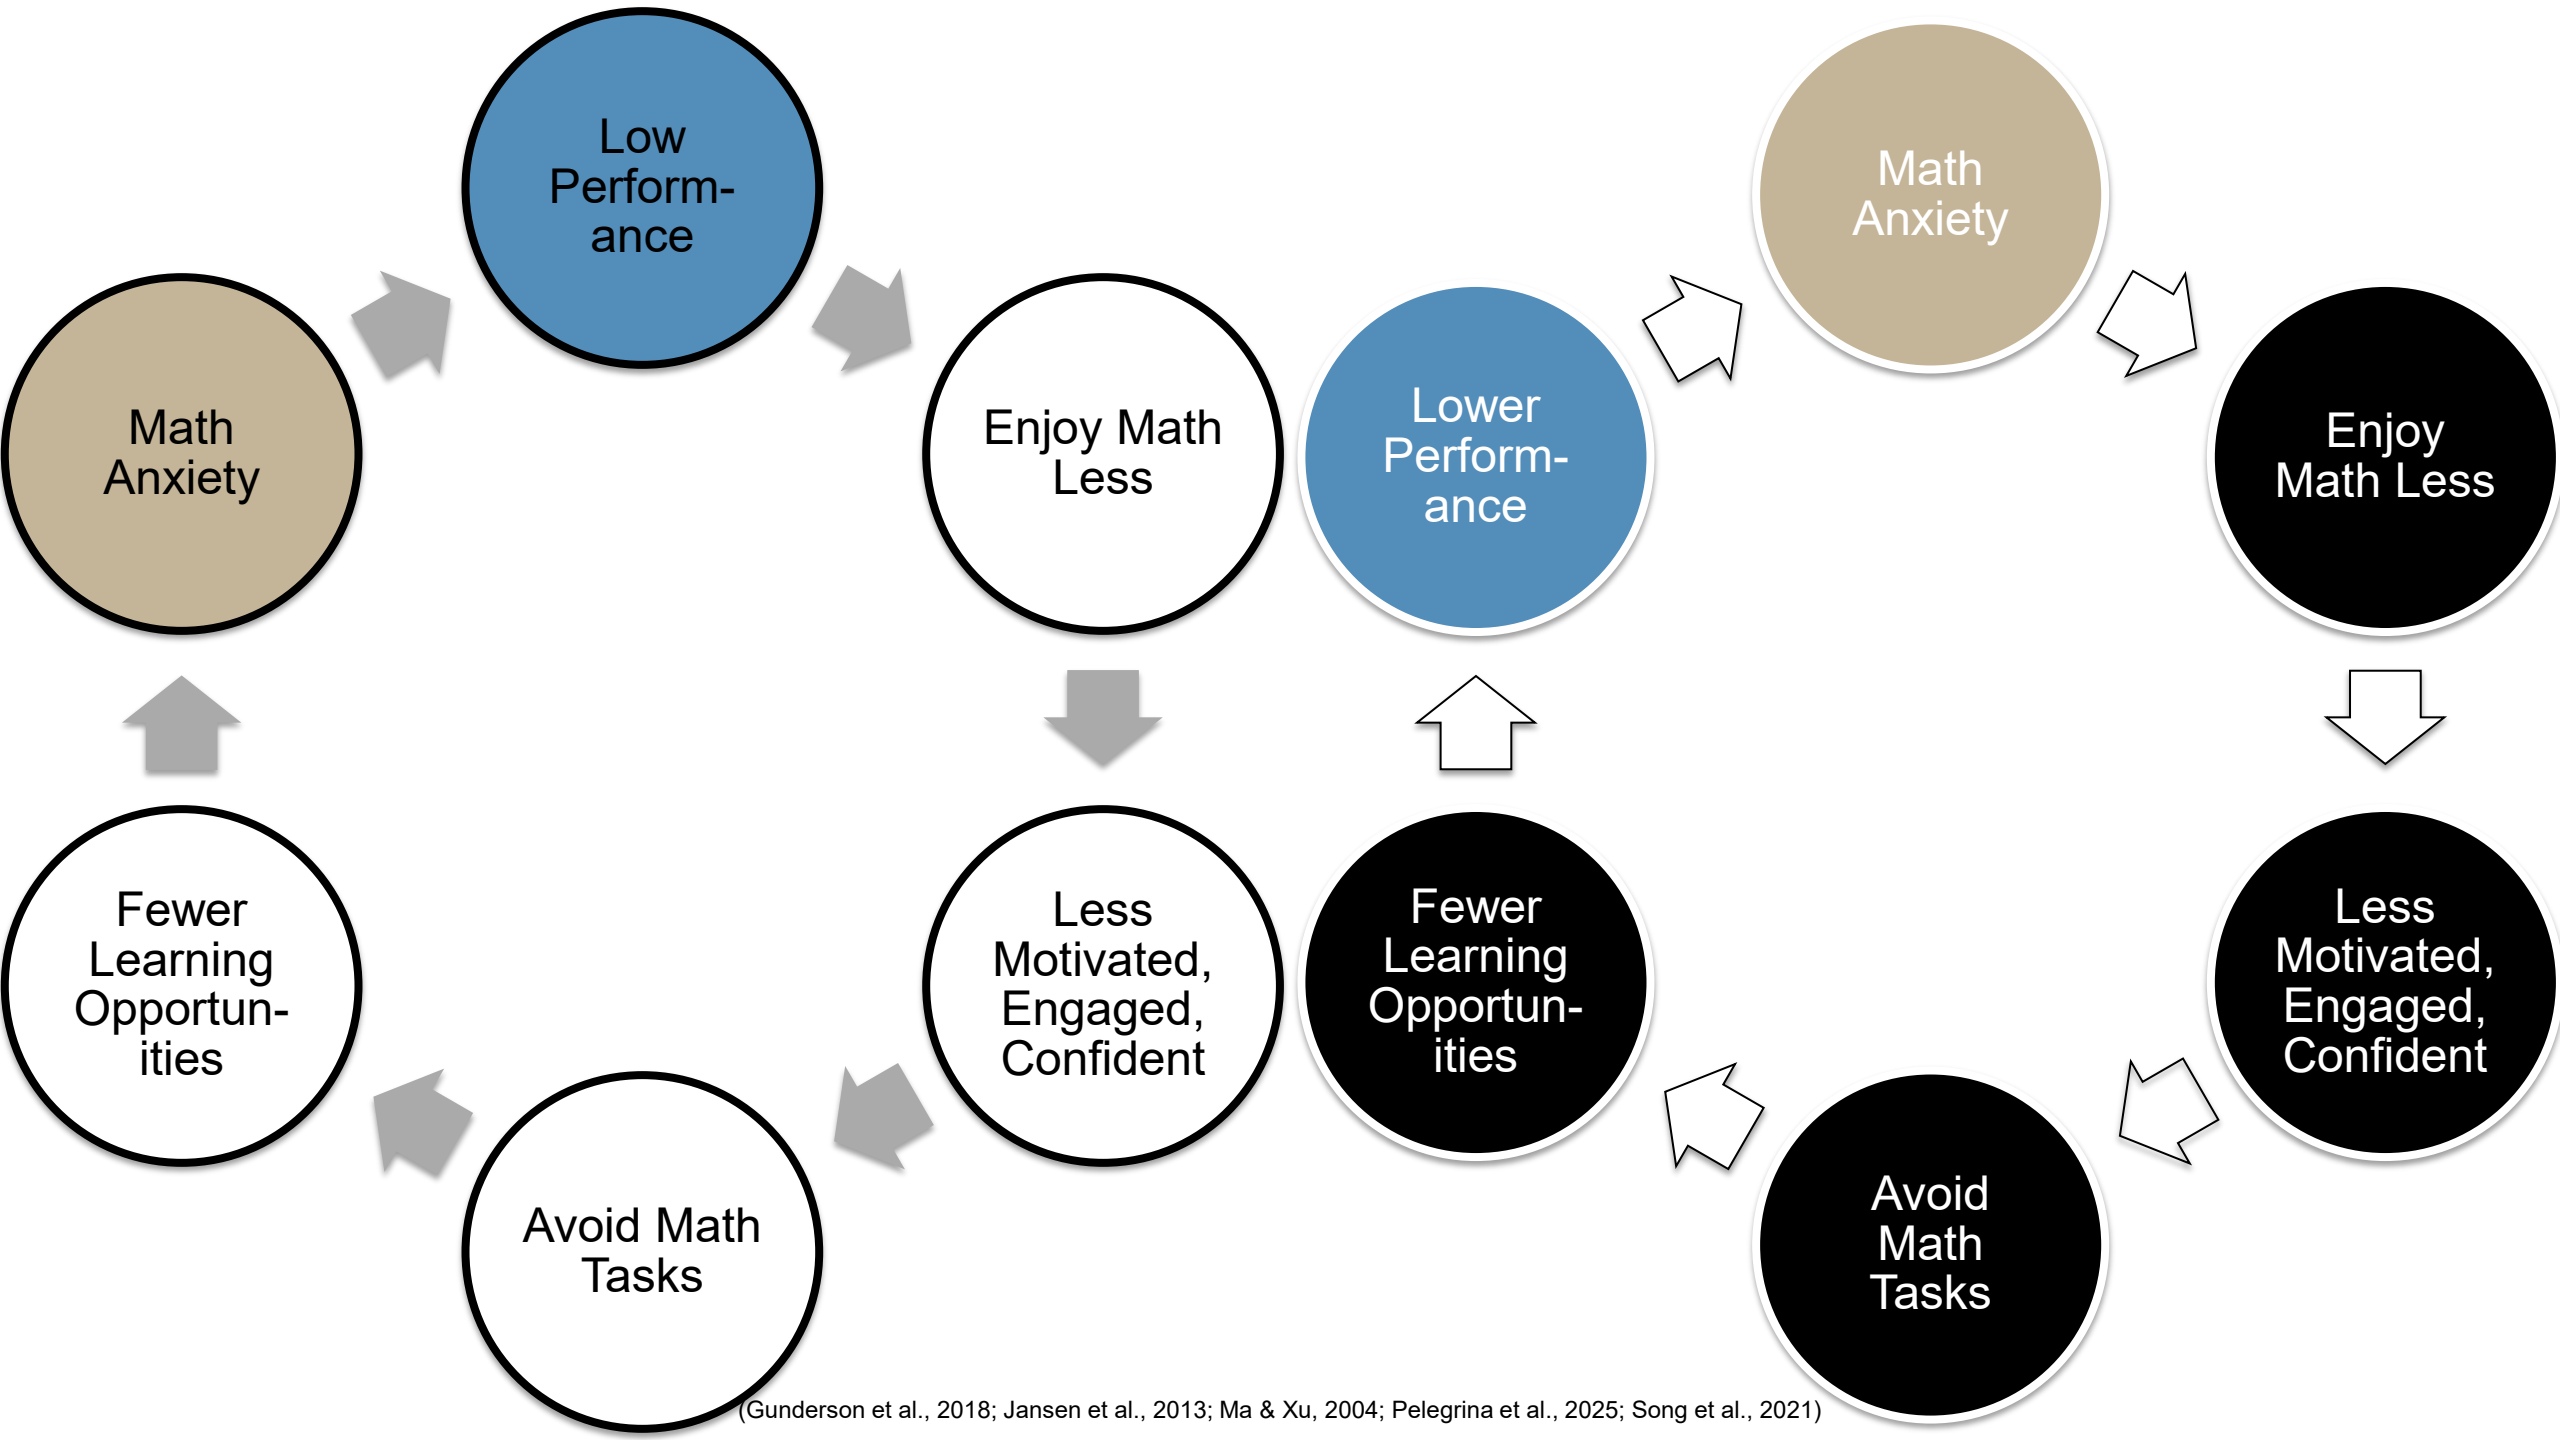 Low
Perform-
ance
Math
Anxiety
Enjoy Math
Less
Less
Motivated,
Engaged,
Confident
Avoid Math
Tasks
Fewer
Learning
Opportun-
ities
Math
Anxiety
Lower
Perform-
ance
Enjoy
Math Less
Less
Motivated,
Engaged,
Confident
Avoid
Math
Tasks
Fewer
Learning
Opportun-
ities
(Gunderson et al., 2018; Jansen et al., 2013; Ma & Xu, 2004; Pelegrina et al., 2025; Song et al., 2021)